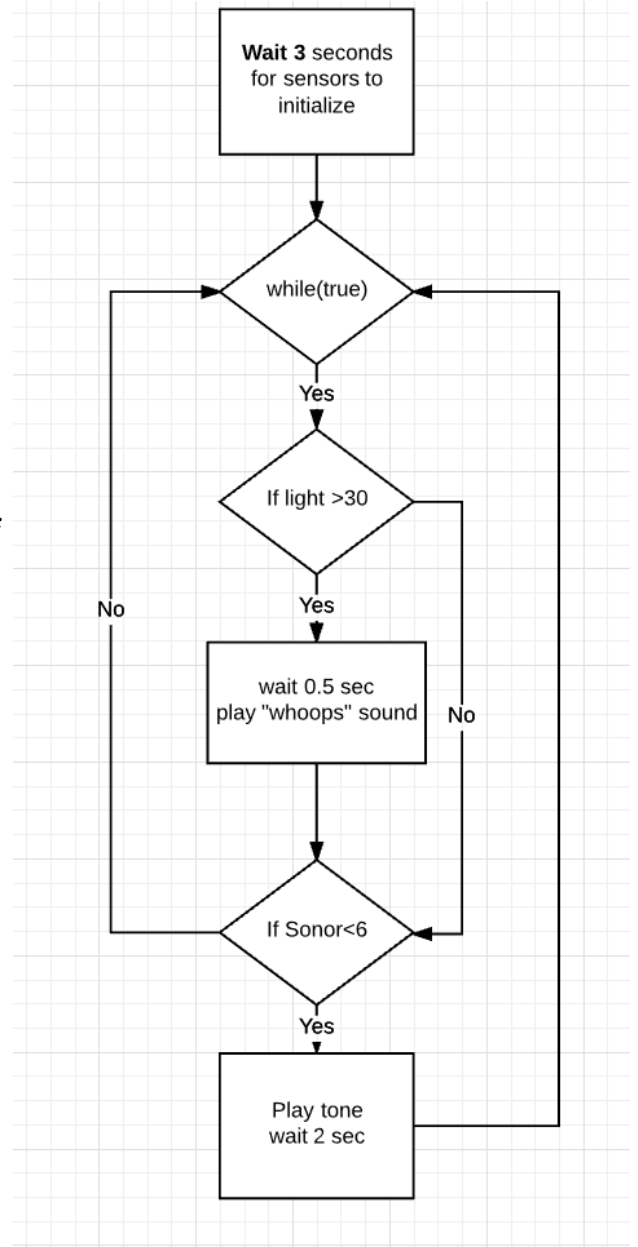 Wait 3 seconds
for sensors to
initialize
while(true)
Yes
If light >30
Yes
No
wait 0.5 sec
play "whoops" sound
No
If Sonor<6
Yes
Play tone
wait 2 sec